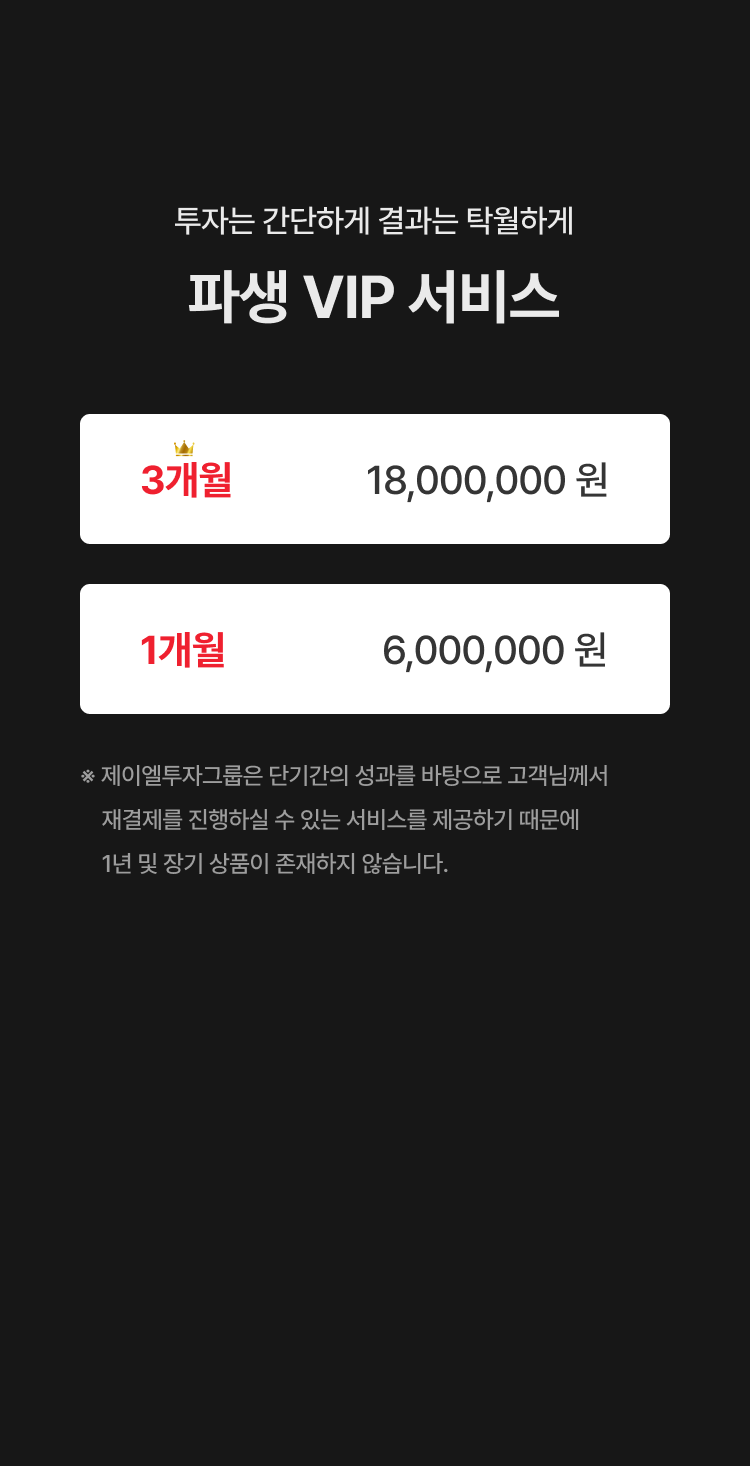 투자는 간단하게 결과는 탁월하게
파생 VIP 서비스
3개월 18,000,000 원
1개월 6,000,000 원
※ 제이엘투자그룹은 단기간의 성과를 바탕으로 고객님께서
재결제를 진행하실 수 있는 서비스를 제공하기 때문에
1년 및 장기 상품이 존재하지 않습니다.